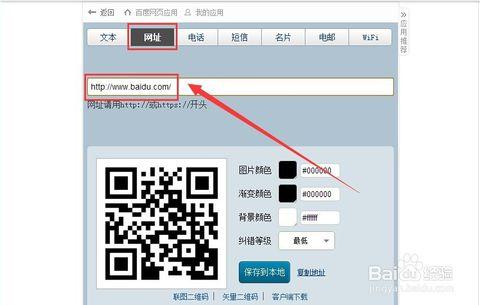 返回 百度网页应用 我的应用
应用推荐
文本 网址 电话 短信 名片 电邮 WiFi
http://www.baidu.com/
网址请用http://或https://开头
图片颜色 #000000
渐变颜色 #000000
背景颜色 #ffffff
纠错等级 最低
保存到本地 复制地址
联图二维码 | 矢量二维码 | 客户端下载
Baidu 经验
jingyan.baidu.com